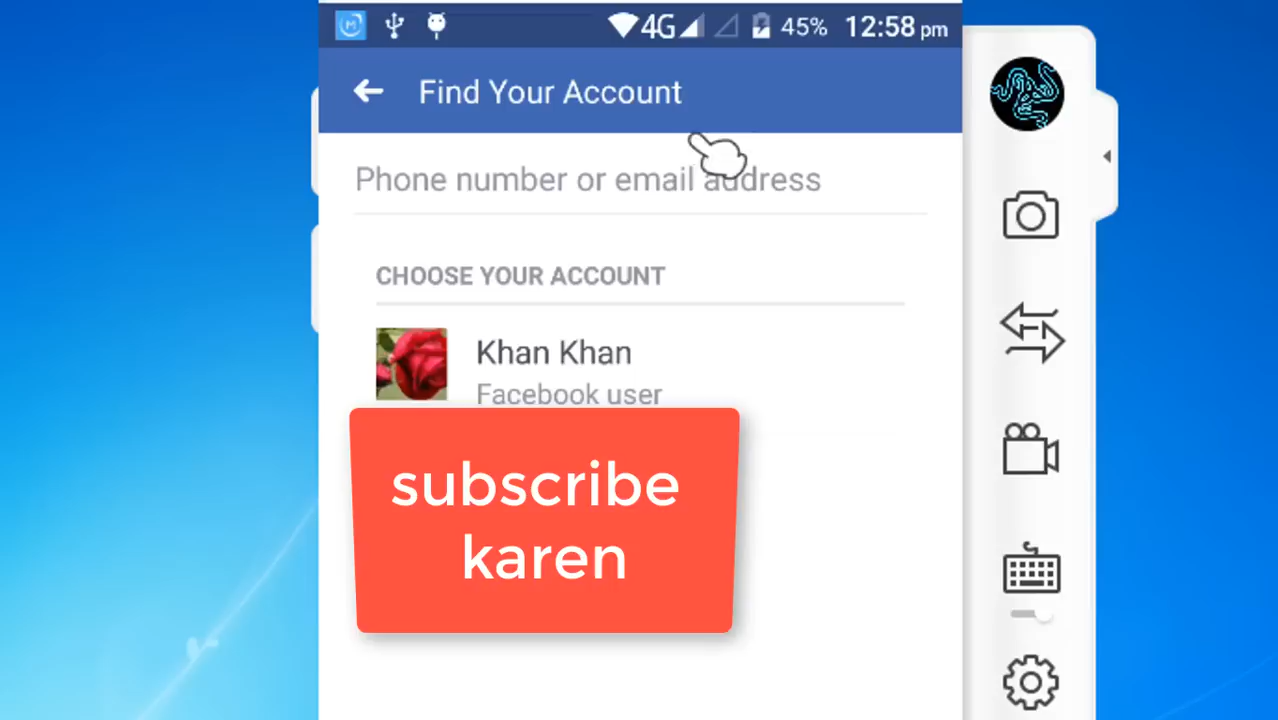 4G 45% 12:58 pm
Find Your Account
Phone number or email address
CHOOSE YOUR ACCOUNT
Khan Khan
Facebook user
subscribe
karen